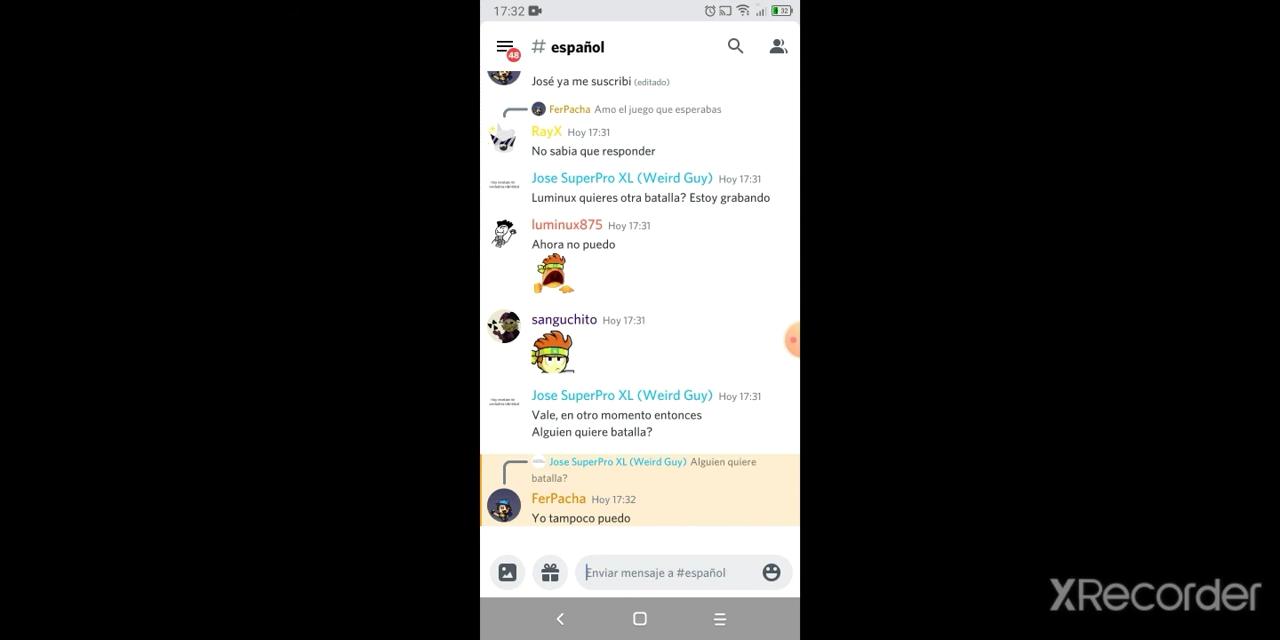 17:32
32
# español
48
José ya me suscribi (editado)
FerPacha Amo el juego que esperabas
RayX Hoy 17:31
No sabia que responder
Jose SuperPro XL (Weird Guy) Hoy 17:31
Luminux quieres otra batalla? Estoy grabando
luminux875 Hoy 17:31
Ahora no puedo
sanguchito Hoy 17:31
Jose SuperPro XL (Weird Guy) Hoy 17:31
Vale, en otro momento entonces
Alguien quiere batalla?
Jose SuperPro XL (Weird Guy) Alguien quiere
batalla?
FerPacha Hoy 17:32
Yo tampoco puedo
Enviar mensaje a #español
XRecorder